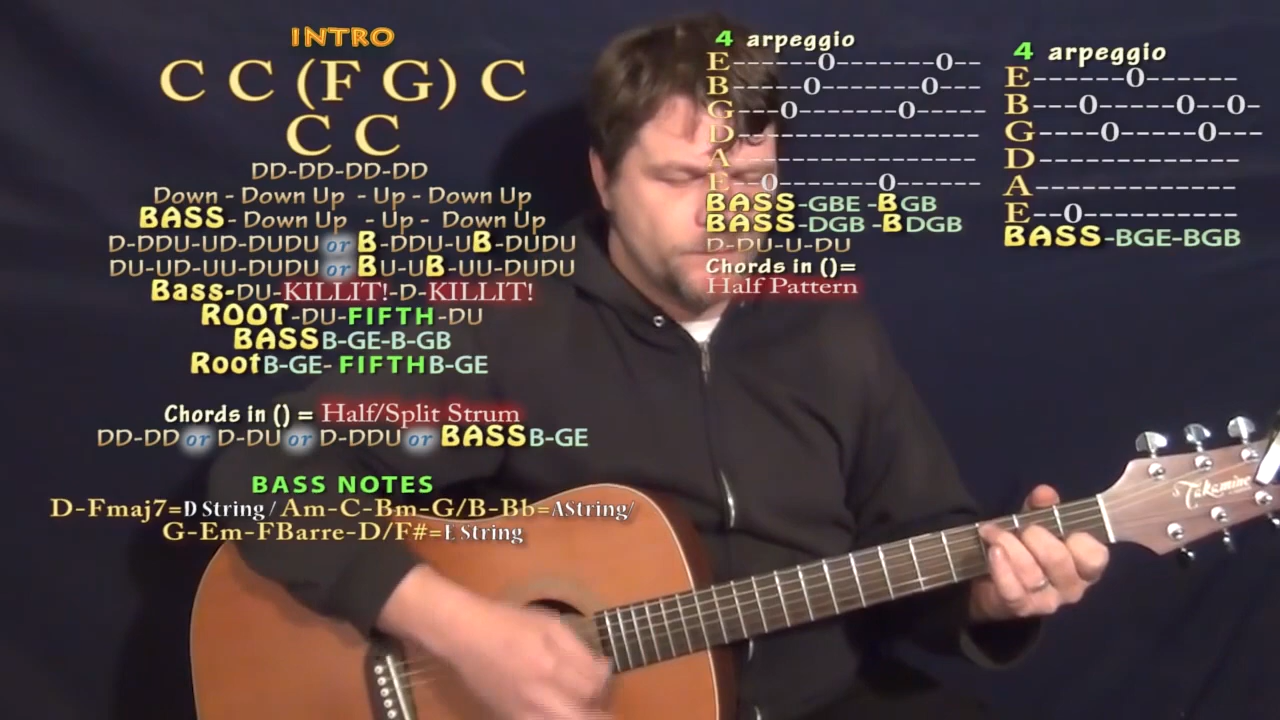 INTRO
C C (F G) C
C C
DD-DD-DD-DD
Down - Down Up - Up - Down Up
BASS - Down Up - Up - Down Up
D-DDU-UD-DUDU or B-DDU-UB-DUDU
DU-UD-UU-DUDU or BU-UB-UU-DUDU
Bass-DU-KILLIT!-D-KILLIT!
ROOT-DU-FIFTH-DU
BASSB-GE-B-GB
RootB-GE- FIFTHB-GE
Chords in () = Half/Split Strum
DD-DD or D-DU or D-DDU or BASSB-GE
BASS NOTES
D-Fmaj7=D String / Am-C-Bm-G/B-Bb=AString/
G-Em-FBarre-D/F#=E String
4 arpeggio
E------0-------0--
B-----0-------0---
G---0-------0-----
D-----------------
A-----------------
E--0-------0------
BASS-GBE -BGB
BASS-DGB -BDGB
D-DU-U-DU
Chords in ()=
Half Pattern
4 arpeggio
E-------0-------
B---0------0--0-
G-----0------0----
D---------------
A---------------
E--0------------
BASS-BGE-BGB
Takamine